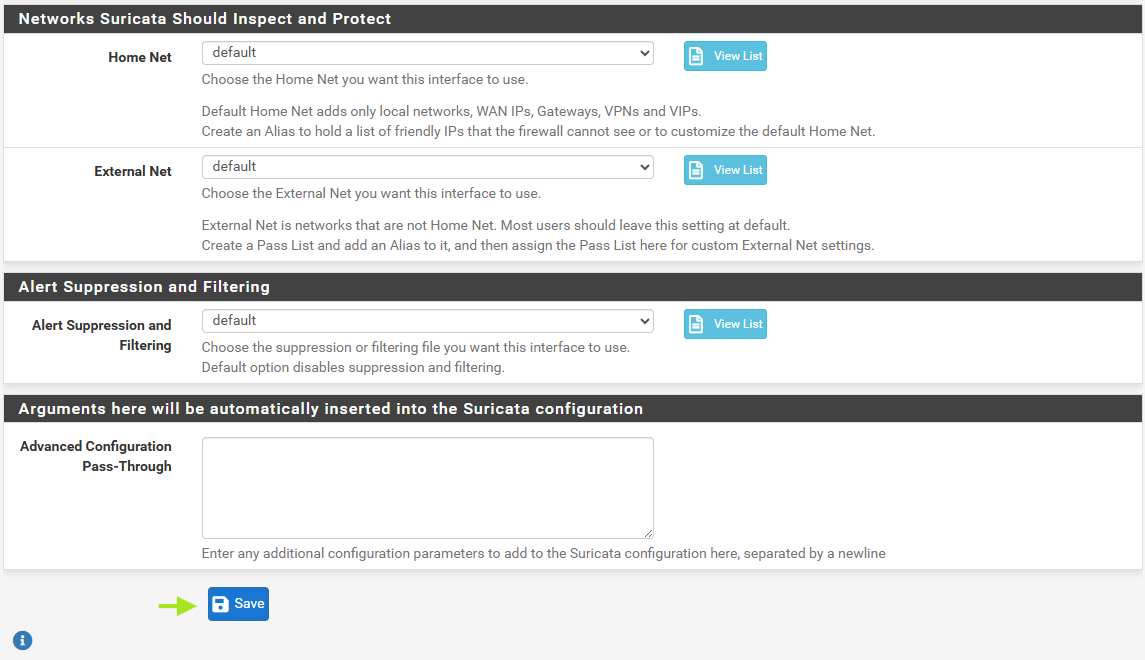 Networks Suricata Should Inspect and Protect
Home Net
default
View List
Choose the Home Net you want this interface to use.
Default Home Net adds only local networks, WAN IPs, Gateways, VPNs and VIPs.
Create an Alias to hold a list of friendly IPs that the firewall cannot see or to customize the default Home Net.
External Net
default
View List
Choose the External Net you want this interface to use.
External Net is networks that are not Home Net. Most users should leave this setting at default.
Create a Pass List and add an Alias to it, and then assign the Pass List here for custom External Net settings.
Alert Suppression and Filtering
Alert Suppression and
Filtering
default
View List
Choose the suppression or filtering file you want this interface to use.
Default option disables suppression and filtering.
Arguments here will be automatically inserted into the Suricata configuration
Advanced Configuration
Pass-Through
Enter any additional configuration parameters to add to the Suricata configuration here, separated by a newline
Save